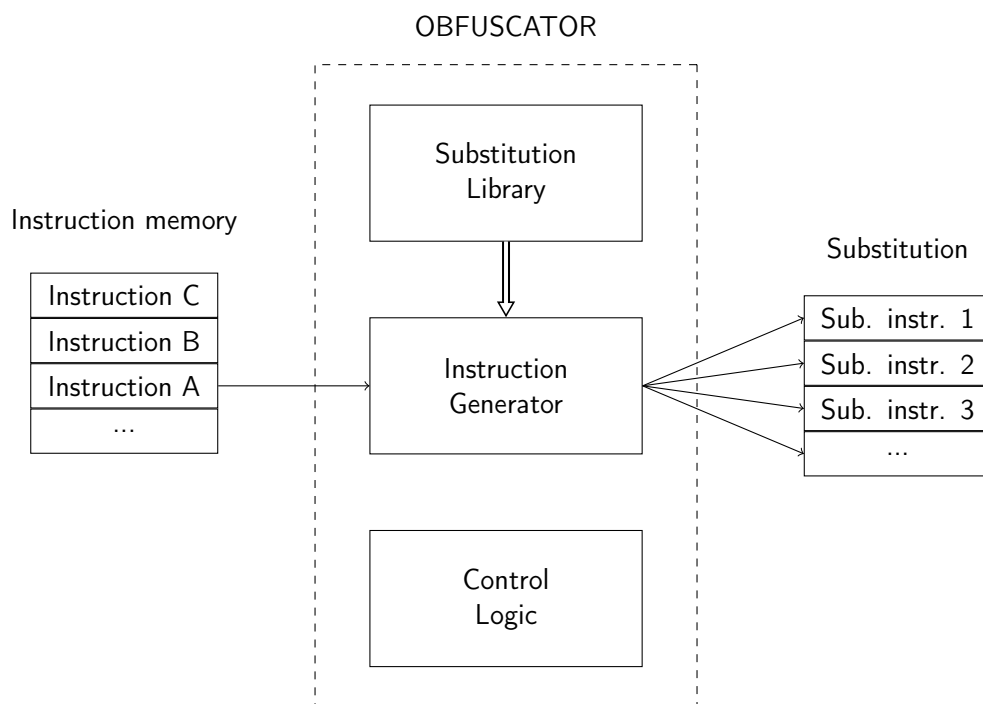 OBFUSCATOR
Substitution
Library
Instruction memory
Instruction C
Instruction B
Instruction A
...
Instruction
Generator
Substitution
Sub. instr. 1
Sub. instr. 2
Sub. instr. 3
...
Control
Logic